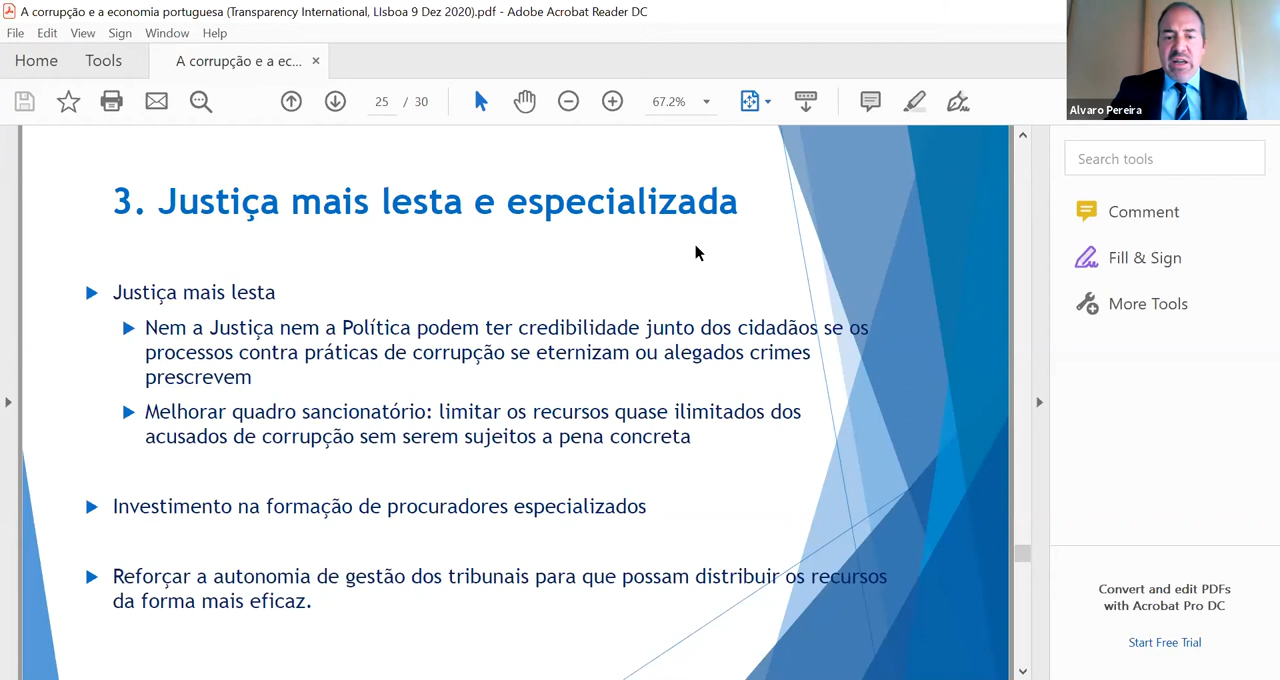 A corrupção e a economia portuguesa (Transparency International, LIsboa 9 Dez 2020).pdf - Adobe Acrobat Reader DC
File Edit View Sign Window Help
Home Tools A corrupção e a ec... ×
25 / 30 67.2%
Alvaro Pereira
3. Justiça mais lesta e especializada
Justiça mais lesta
Nem a Justiça nem a Política podem ter credibilidade junto dos cidadãos se os
processos contra práticas de corrupção se eternizam ou alegados crimes
prescrevem
Melhorar quadro sancionatório: limitar os recursos quase ilimitados dos
acusados de corrupção sem serem sujeitos a pena concreta
Investimento na formação de procuradores especializados
Reforçar a autonomia de gestão dos tribunais para que possam distribuir os recursos
da forma mais eficaz.
Search tools
Comment
Fill & Sign
More Tools
Convert and edit PDFs
with Acrobat Pro DC
Start Free Trial